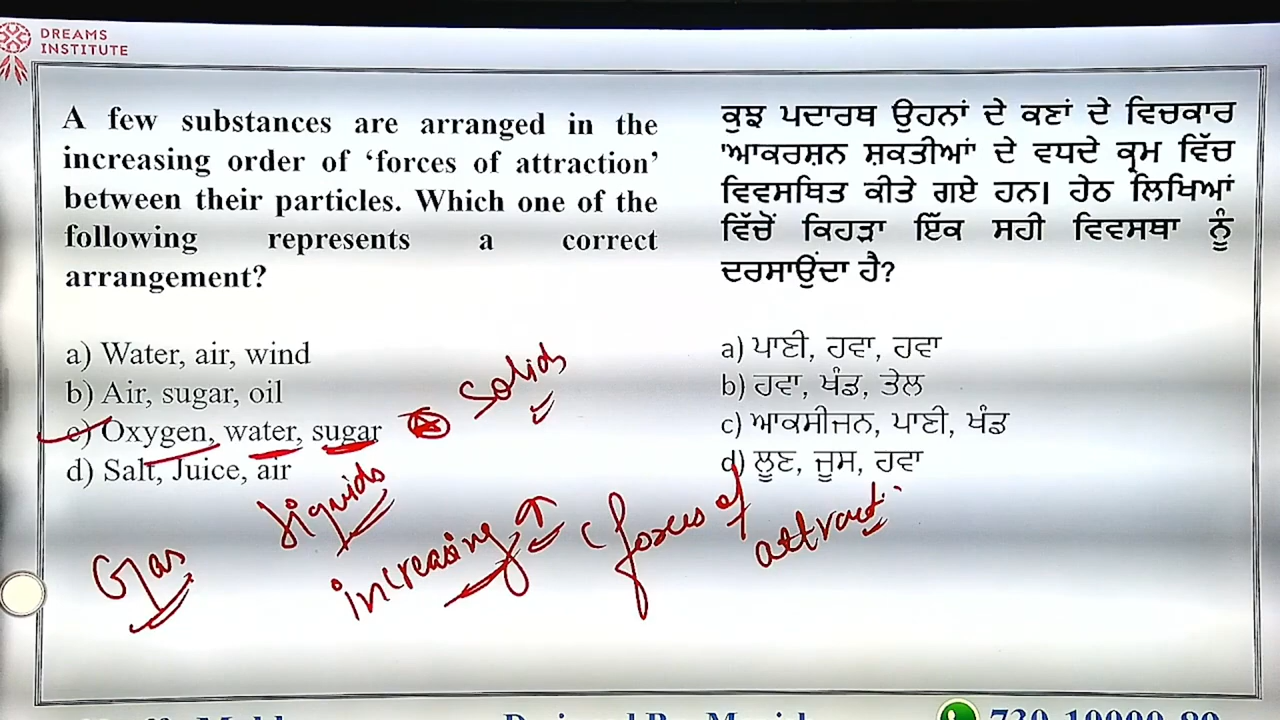 DREAMS
INSTITUTE
A few substances are arranged in the
increasing order of ‘forces of attraction’
between their particles. Which one of the
following represents a correct
arrangement?
a) Water, air, wind
b) Air, sugar, oil
c) Oxygen, water, sugar
d) Salt, Juice, air
ਕੁਝ ਪਦਾਰਥ ਉਹਨਾਂ ਦੇ ਕਣਾਂ ਦੇ ਵਿਚਕਾਰ
'ਆਕਰਸ਼ਨ ਸ਼ਕਤੀਆਂ' ਦੇ ਵਧਦੇ ਕ੍ਰਮ ਵਿੱਚ
ਵਿਵਸਥਿਤ ਕੀਤੇ ਗਏ ਹਨ। ਹੇਠ ਲਿਖਿਆਂ
ਵਿੱਚੋਂ ਕਿਹੜਾ ਇੱਕ ਸਹੀ ਵਿਵਸਥਾ ਨੂੰ
ਦਰਸਾਉਂਦਾ ਹੈ?
a) ਪਾਣੀ, ਹਵਾ, ਹਵਾ
b) ਹਵਾ, ਖੰਡ, ਤੇਲ
c) ਆਕਸੀਜਨ, ਪਾਣੀ, ਖੰਡ
d) ਲੂਣ, ਜੂਸ, ਹਵਾ
Solids
liquids
Gas
increasing ↑ (forces of
attract